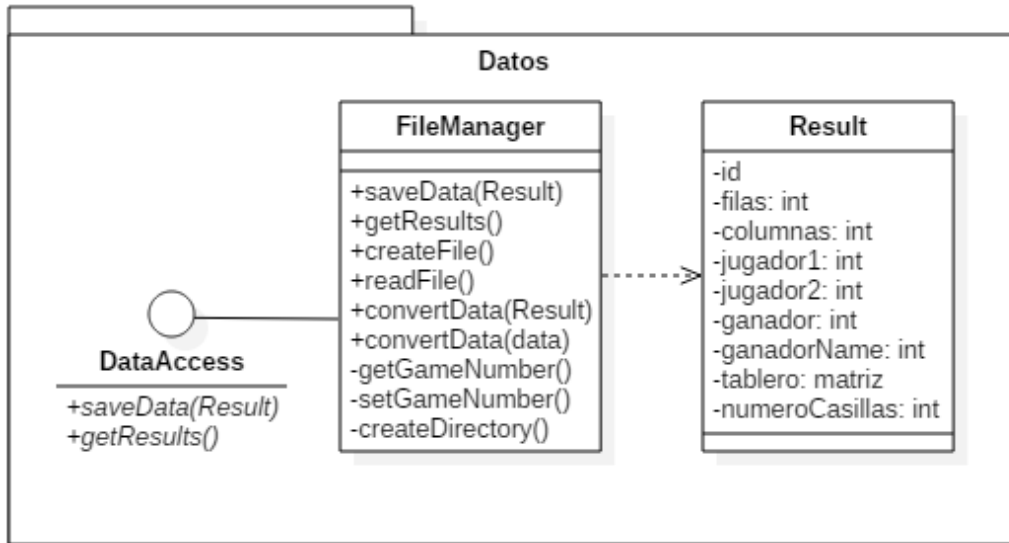 Datos
FileManager
+saveData(Result)
+getResults()
+createFile()
+readFile()
+convertData(Result)
+convertData(data)
-getGameNumber()
-setGameNumber()
-createDirectory()
Result
-id
-filas: int
-columnas: int
-jugador1: int
-jugador2: int
-ganador: int
-ganadorName: int
-tablero: matriz
-numeroCasillas: int
DataAccess
+saveData(Result)
+getResults()